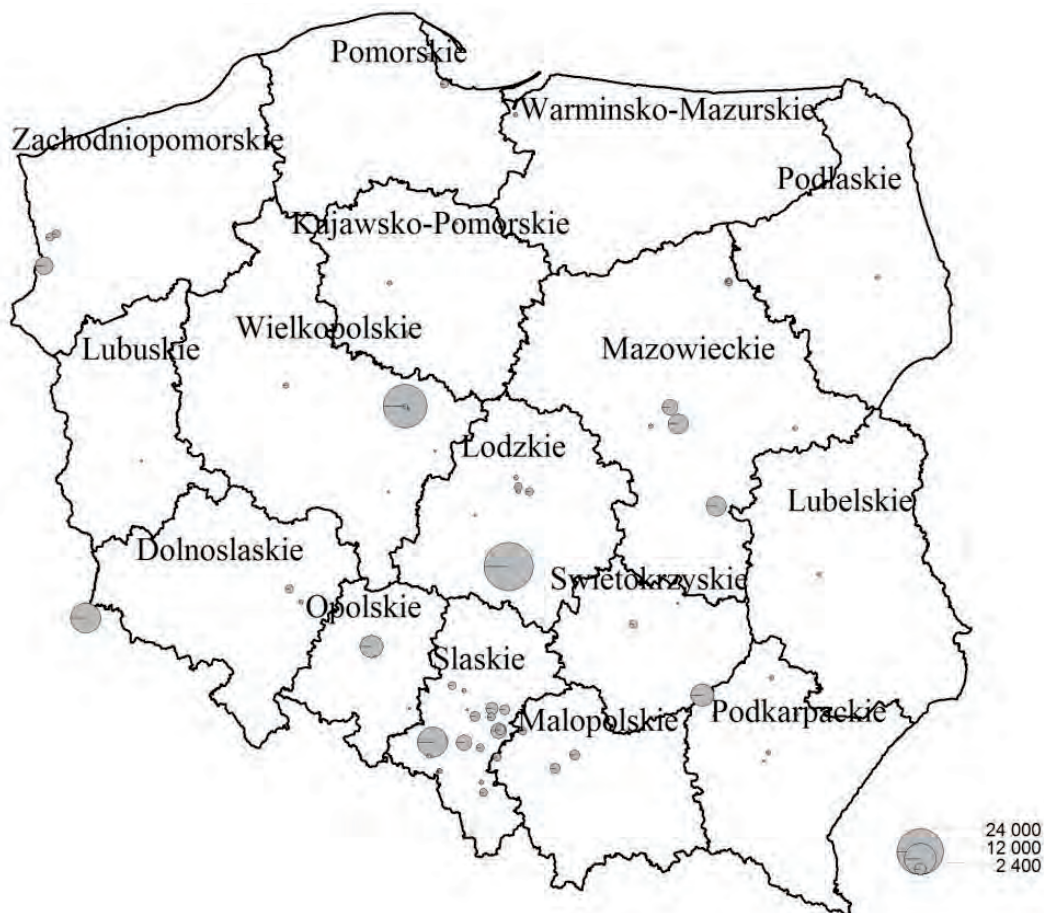 Pomorskie
Warminsko-Mazurskie
Zachodniopomorskie
Podlaskie
Kujawsko-Pomorskie
Wielkopolskie
Lubuskie
Mazowieckie
Lodzkie
Lubelskie
Dolnoslaskie
Swietokrzyskie
Opolskie
Slaskie
Malopolskie
Podkarpackie
24 000
12 000
2 400